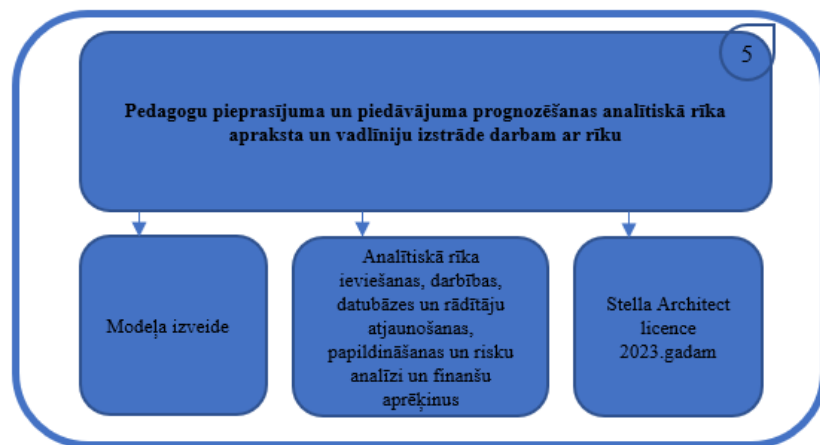 5
Pedagogu pieprasījuma un piedāvājuma prognozēšanas analītiskā rīka
apraksta un vadlīniju izstrāde darbam ar rīku
Modeļa izveide
Analītiskā rīka
ieviešanas, darbības,
datubāzes un rādītāju
atjaunošanas,
papildināšanas un risku
analīzi un finanšu
aprēķinus
Stella Architect
licence
2023.gadam